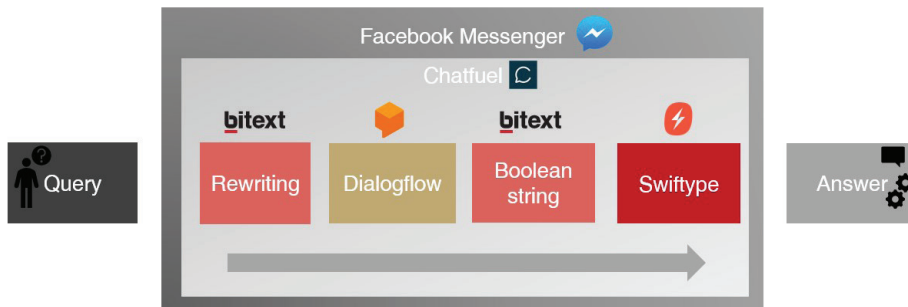 Facebook Messenger
Chatfuel
bitext
bitext
Query
Rewriting
Dialogflow
Boolean
string
Swiftype
Answer